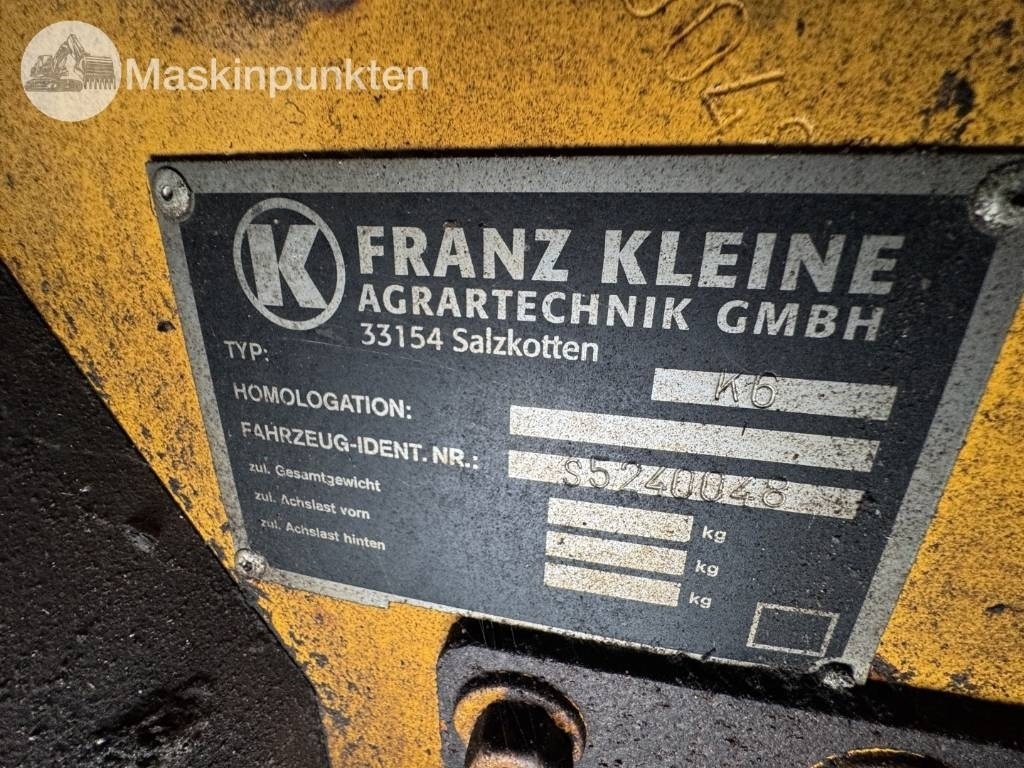 Maskinpunkten
K FRANZ KLEINE
AGRARTECHNIK GMBH
33154 Salzkotten
TYP: K6
HOMOLOGATION:
FAHRZEUG-IDENT. NR.: S5240048
zul. Gesamtgewicht kg
zul. Achslast vorn kg
zul. Achslast hinten kg